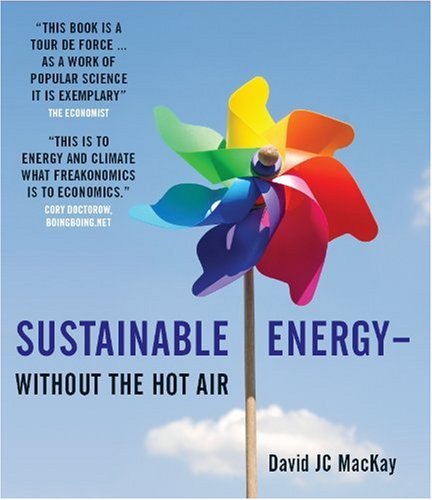 “THIS BOOK IS A
TOUR DE FORCE ...
AS A WORK OF
POPULAR SCIENCE
IT IS EXEMPLARY”
THE ECONOMIST
“THIS IS TO
ENERGY AND CLIMATE
WHAT FREAKONOMICS
IS TO ECONOMICS.”
CORY DOCTOROW,
BOINGBOING.NET
SUSTAINABLE ENERGY–
WITHOUT THE HOT AIR
David JC MacKay